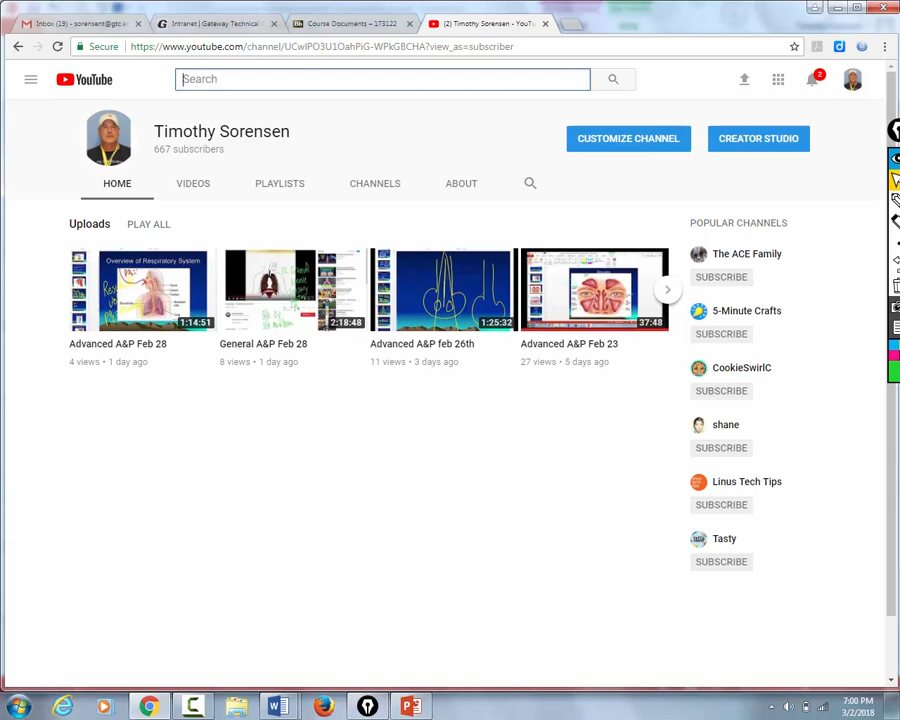 Inbox (19) - sorensent@gtc.e
Intranet | Gateway Technical
Course Documents – 173122
(2) Timothy Sorensen - YouT
Secure
https://www.youtube.com/channel/UCwIPO3U1OahPiG-WPkGBCHA?view_as=subscriber
YouTube
Search
2
Timothy Sorensen
667 subscribers
CUSTOMIZE CHANNEL
CREATOR STUDIO
HOME
VIDEOS
PLAYLISTS
CHANNELS
ABOUT
Uploads
PLAY ALL
Overview of Respiratory System
1:14:51
2:18:48
1:25:32
37:48
Advanced A&P Feb 28
General A&P Feb 28
Advanced A&P feb 26th
Advanced A&P Feb 23
4 views • 1 day ago
8 views • 1 day ago
11 views • 3 days ago
27 views • 5 days ago
POPULAR CHANNELS
The ACE Family
SUBSCRIBE
5-Minute Crafts
SUBSCRIBE
CookieSwirlC
SUBSCRIBE
shane
SUBSCRIBE
Linus Tech Tips
SUBSCRIBE
Tasty
SUBSCRIBE
7:00 PM
3/2/2018